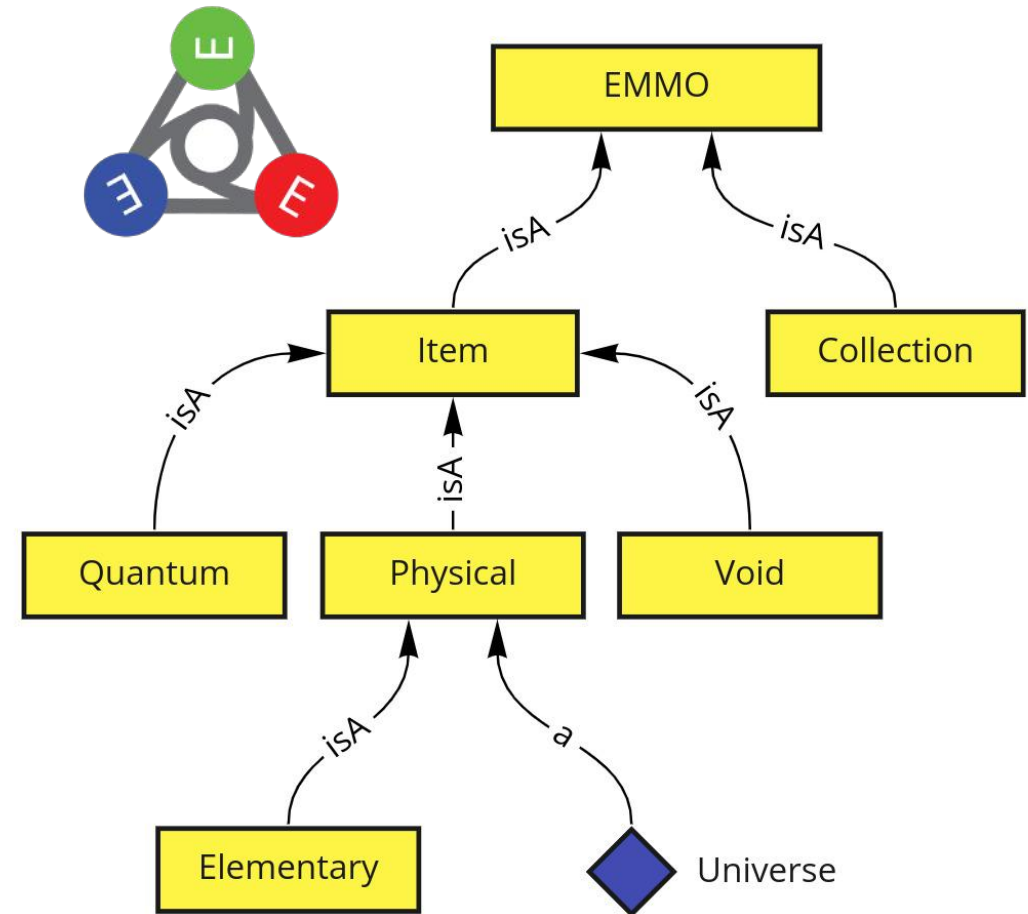 E
E
E
EMMO
isA
isA
Item
Collection
isA
isA
isA
Quantum
Physical
Void
isA
a
Elementary
Universe